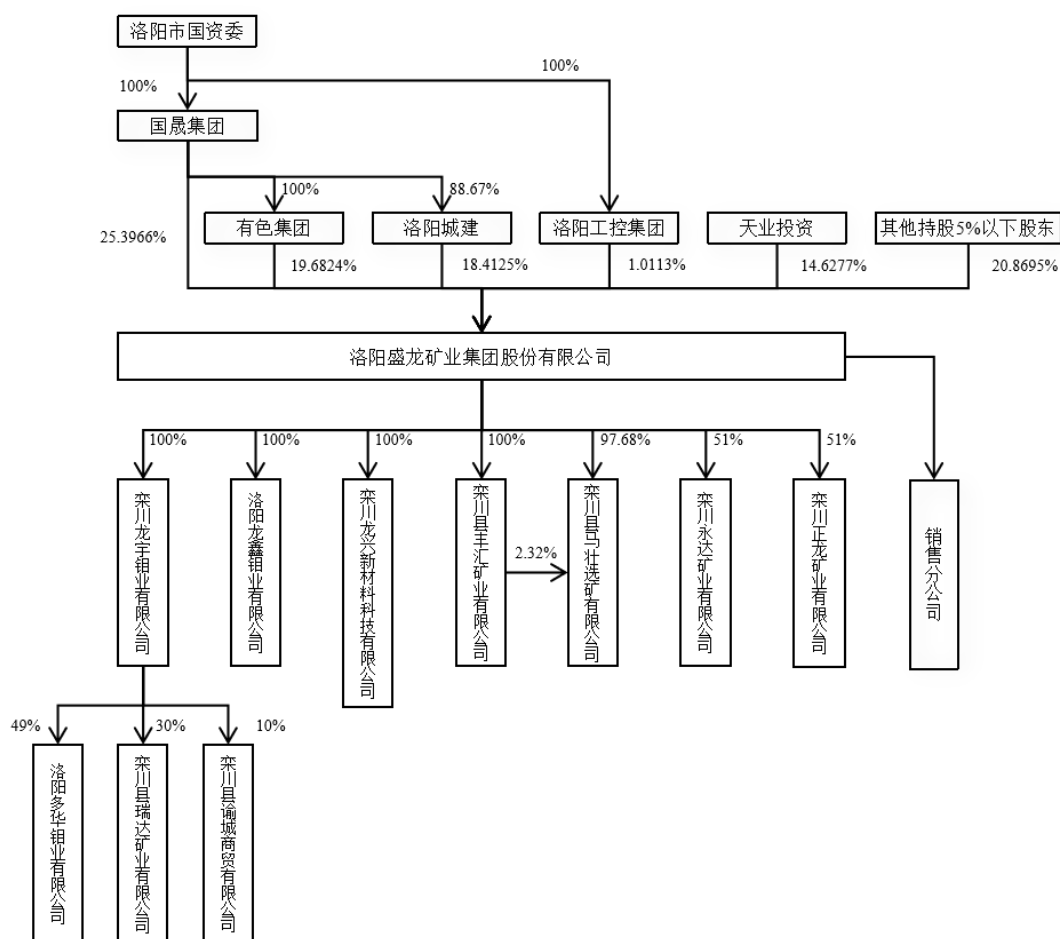 洛阳市国资委
100%
100%
国晟集团
100%
88.67%
有色集团
洛阳城建
洛阳工控集团
天业投资
其他持股5%以下股东
25.3966%
19.6824%
18.4125%
1.0113%
14.6277%
20.8695%
洛阳盛龙矿业集团股份有限公司
100%
100%
100%
100%
97.68%
51%
51%
栾川龙宇钼业有限公司
洛阳龙鑫钼业有限公司
栾川龙兴新材料科技有限公司
栾川县丰汇矿业有限公司
2.32%
栾川县马壮选矿有限公司
栾川永达矿业有限公司
栾川正龙矿业有限公司
销售分公司
49%
30%
10%
洛阳多华钼业有限公司
栾川县瑞达矿业有限公司
栾川县谕城商贸有限公司